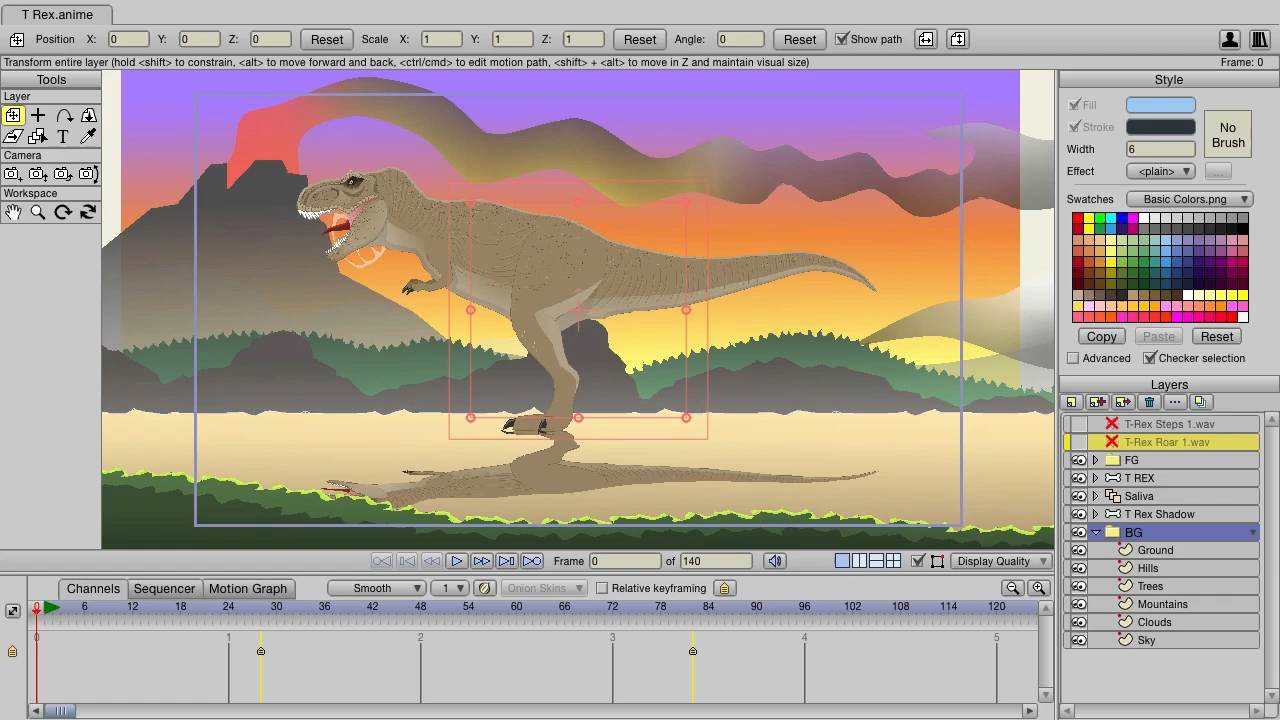 T Rex.anime
Position X: 0 Y: 0 Z: 0 Reset Scale X: 1 Y: 1 Z: 1 Reset Angle: 0 Reset Show path
Transform entire layer (hold <shift> to constrain, <alt> to move forward and back, <ctrl/cmd> to edit motion path, <shift> + <alt> to move in Z and maintain visual size) Frame: 0
Tools
Layer
T
Camera
Workspace
Style
Fill
Stroke
No
Brush
Width 6
Effect <plain> ...
Swatches Basic Colors.png
Copy Paste Reset
Advanced Checker selection
Layers
T-Rex Steps 1.wav
T-Rex Roar 1.wav
FG
T REX
Saliva
T Rex Shadow
BG
Ground
Hills
Trees
Mountains
Clouds
Sky
Frame 0 of 140 Display Quality
Channels Sequencer Motion Graph Smooth 1 Onion Skins Relative keyframing
0 6 12 18 24 30 36 42 48 54 60 66 72 78 84 90 96 102 108 114 120
0 1 2 3 4 5